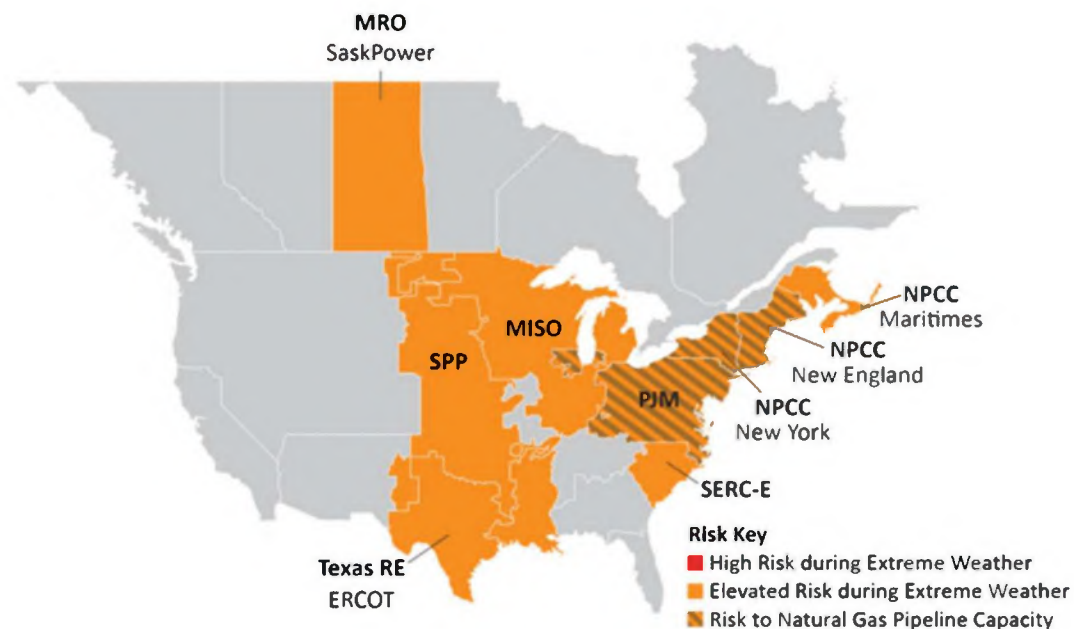 MRO
SaskPower
MISO
SPP
PJM
NPCC
Maritimes
NPCC
New England
NPCC
New York
SERC-E
Texas RE
ERCOT
Risk Key
High Risk during Extreme Weather
Elevated Risk during Extreme Weather
Risk to Natural Gas Pipeline Capacity